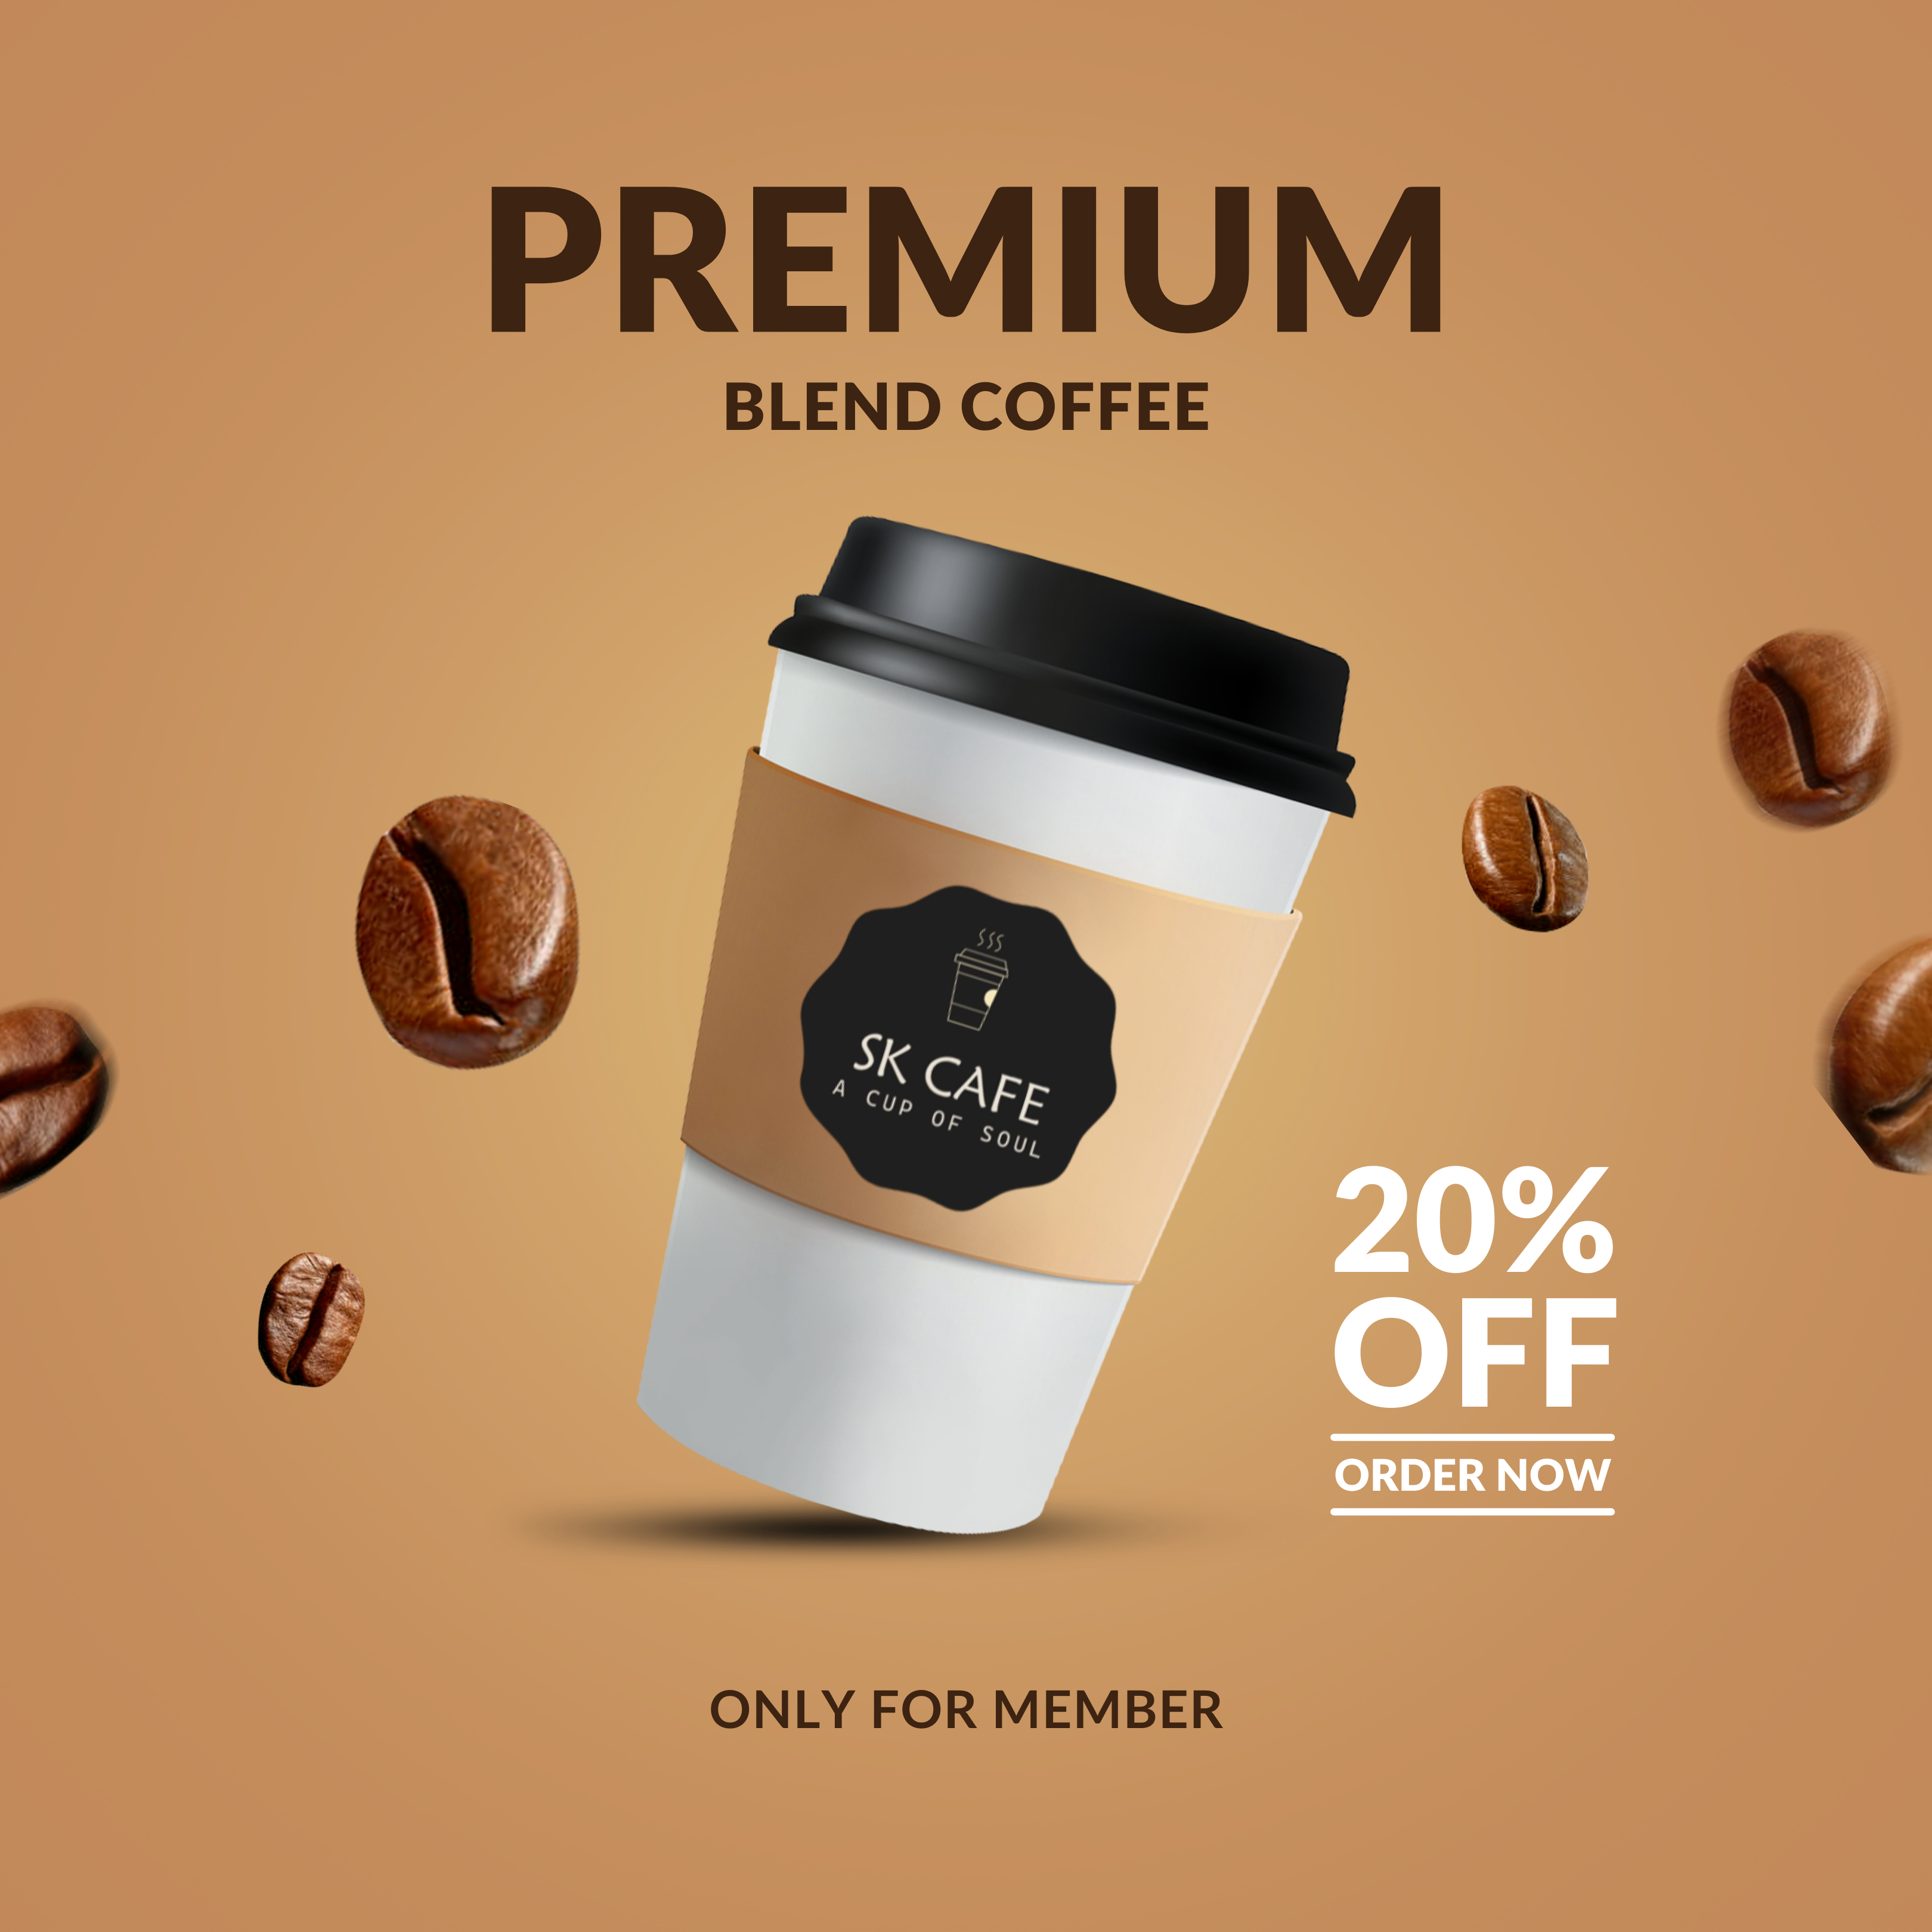 PREMIUM
BLEND COFFEE
SK CAFE
A CUP OF SOUL
20%
OFF
ORDER NOW
ONLY FOR MEMBER